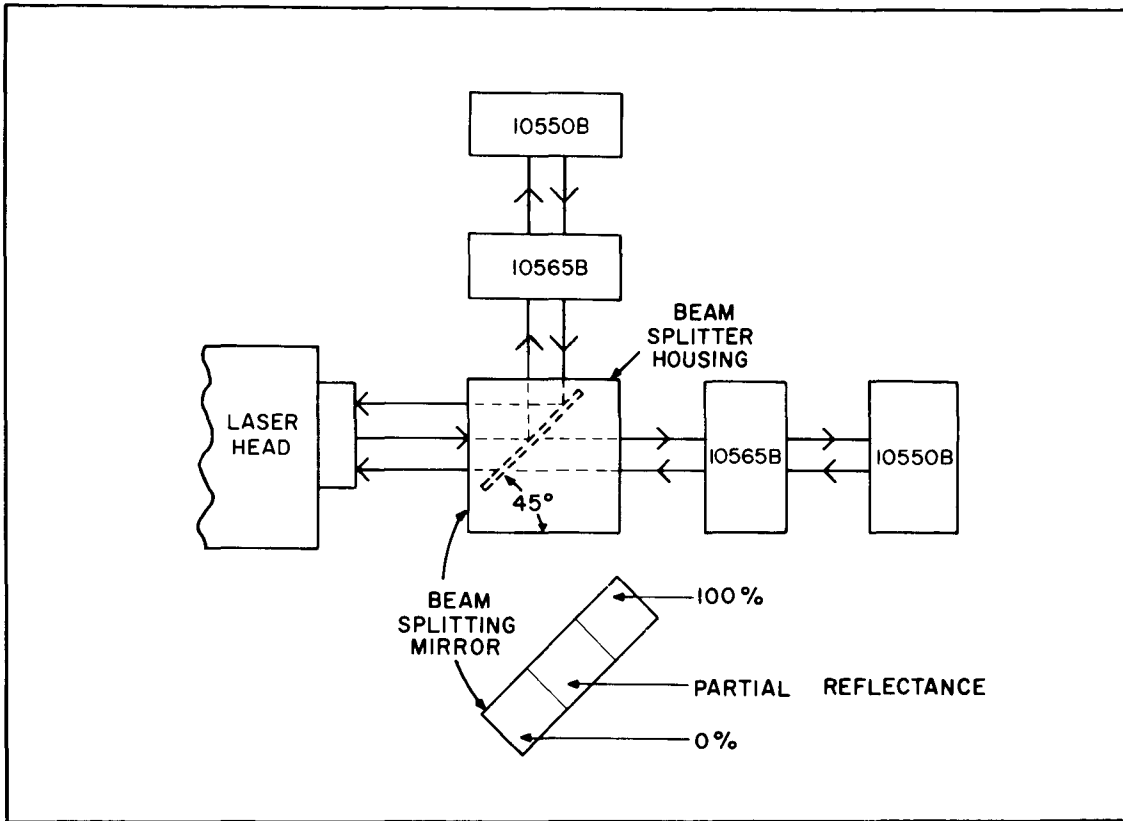 10550B
10565B
BEAM
SPLITTER
HOUSING
LASER
HEAD
10565B
10550B
45°
BEAM
SPLITTING
MIRROR
100%
PARTIAL REFLECTANCE
0%